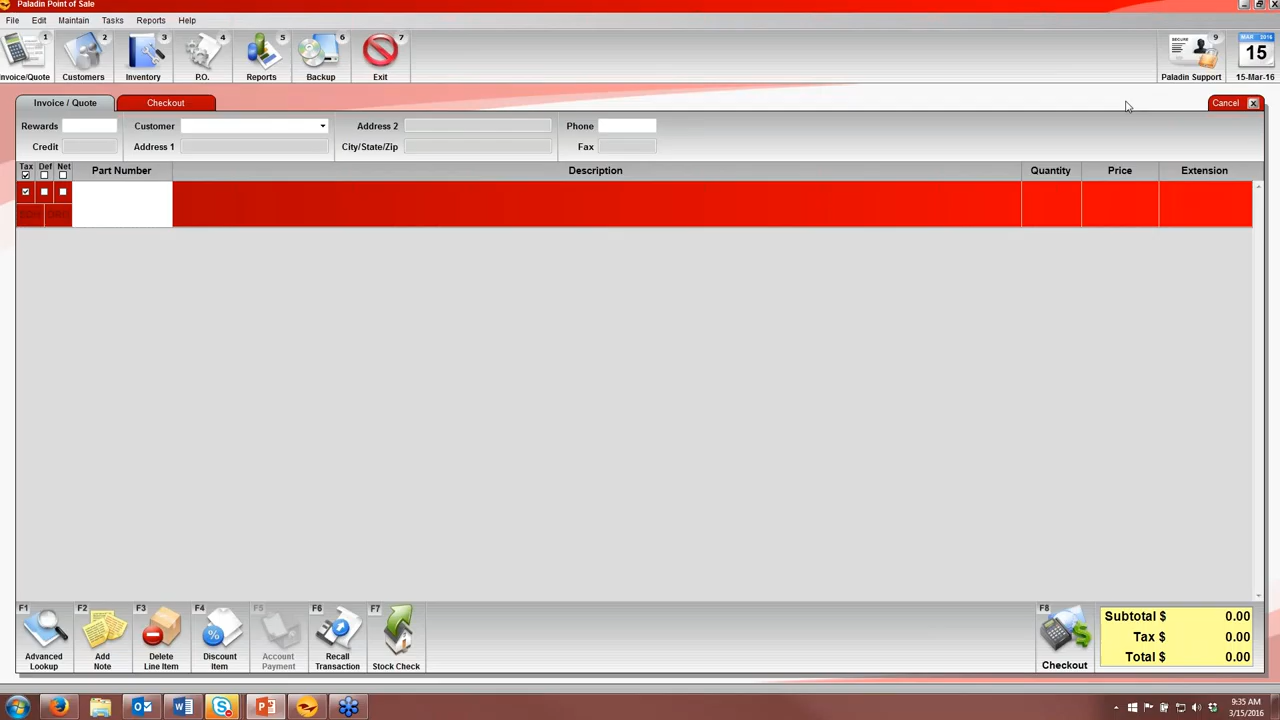 Paladin Point of Sale
File Edit Maintain Tasks Reports Help
1 2 3 4 5 6 7 9 MAR 2016
SECURE 15
Invoice/Quote Customers Inventory P.O. Reports Backup Exit Paladin Support 15-Mar-16
Invoice / Quote Checkout Cancel X
Rewards Customer Address 2 Phone
Credit Address 1 City/State/Zip Fax
Tax Def Net Part Number Description Quantity Price Extension
F1 F2 F3 F4 F5 F6 F7 F8
Subtotal $ 0.00
Tax $ 0.00
Total $ 0.00
Advanced Lookup
Add Note
Delete Line Item
Discount Item
Account Payment
Recall Transaction
Stock Check
Checkout
9:35 AM
3/15/2016